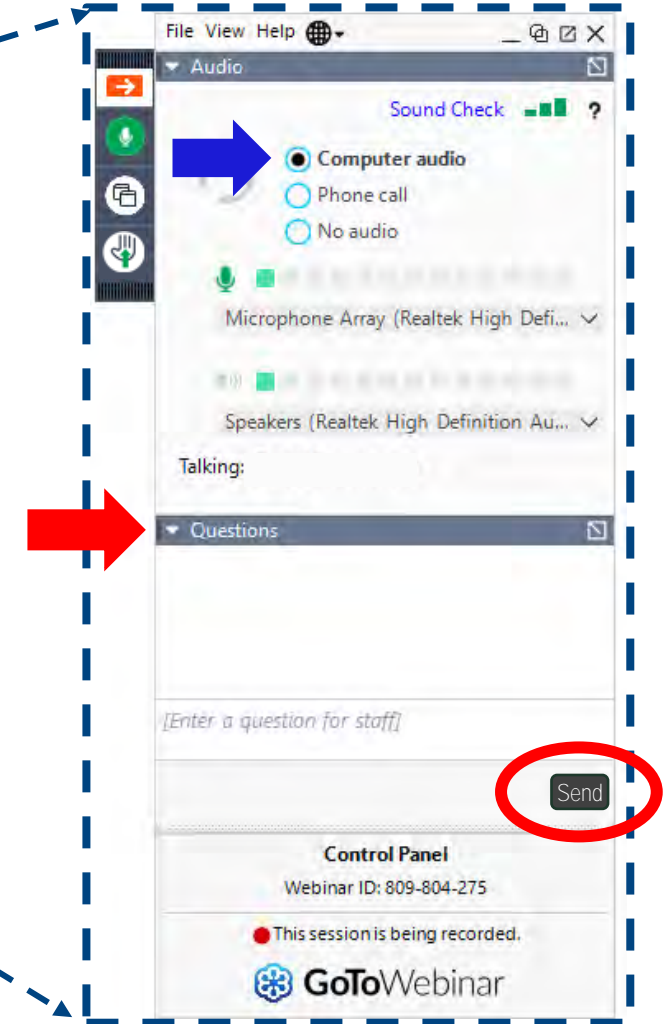 File View Help
Audio
Sound Check ?
Computer audio
Phone call
No audio
Microphone Array (Realtek High Defi...
Speakers (Realtek High Definition Au...
Talking:
Questions
[Enter a question for staff]
Send
Control Panel
Webinar ID: 809-804-275
This session is being recorded.
GoToWebinar